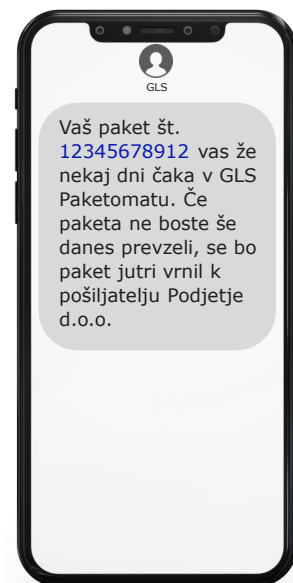 GLS
Vaš paket št.
12345678912 vas že
nekaj dni čaka v GLS
Paketomatu. Če
paketa ne boste še
danes prevzeli, se bo
paket jutri vrnil k
pošiljatelju Podjetje
d.o.o.